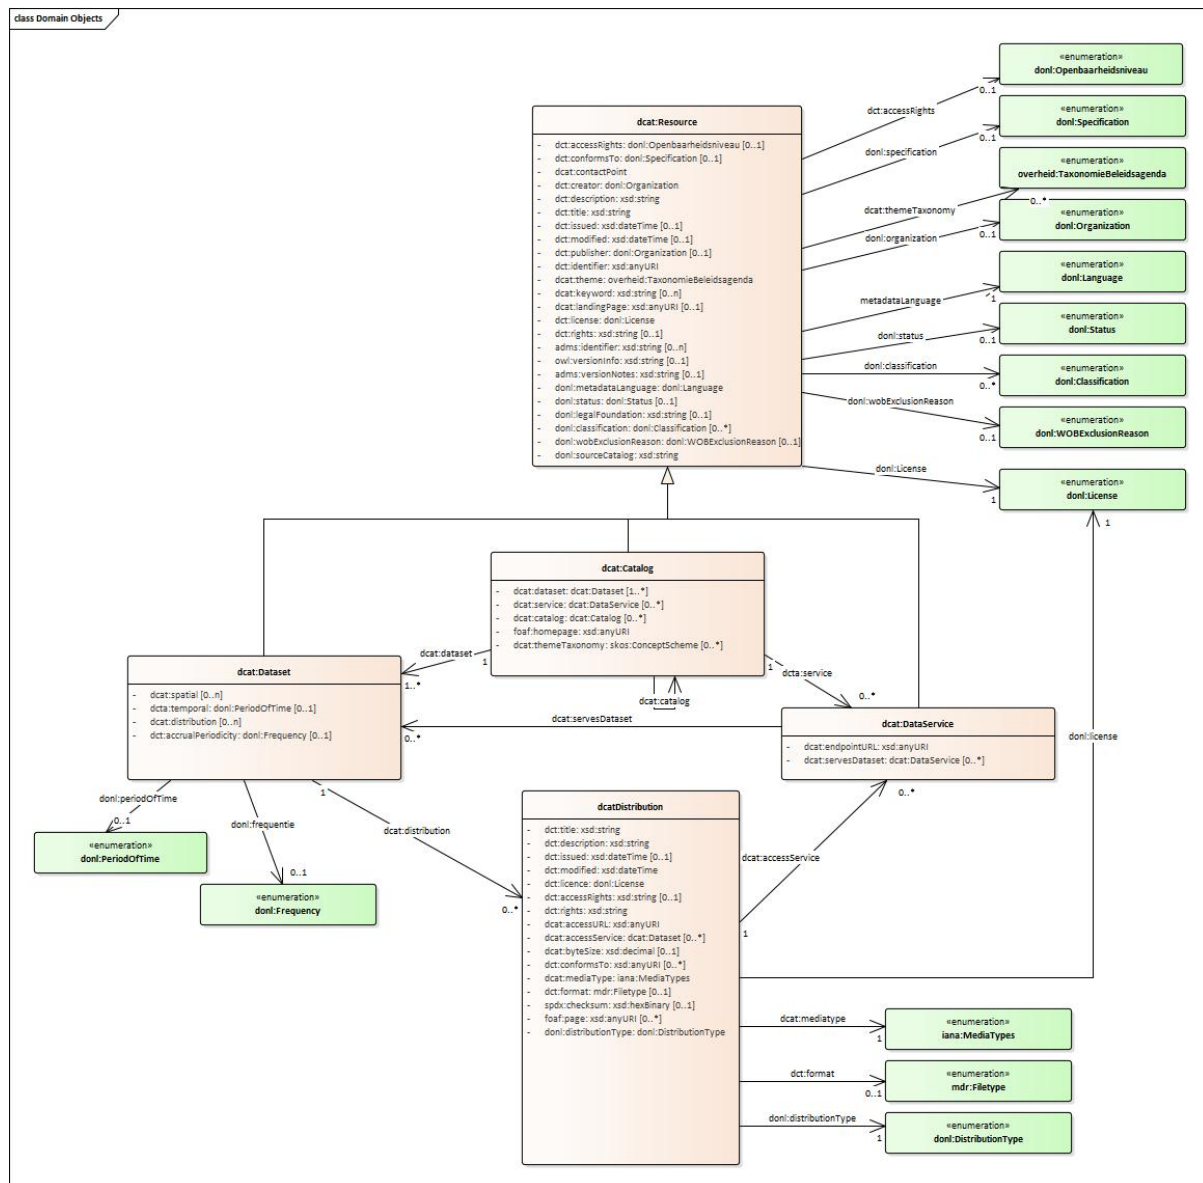 class Domain Objects
«enumeration»
donl:Openbaarheidsniveau
0..1
dct:accessRights
«enumeration»
donl:Specification
0..1
donl:specification
«enumeration»
overheid:TaxonomieBeleidsagenda
0..*
dcat:themeTaxonomy
«enumeration»
donl:Organization
0..1
donl:organization
«enumeration»
donl:Language
1
metadataLanguage
«enumeration»
donl:Status
0..1
donl:status
«enumeration»
donl:Classification
0..*
donl:classification
«enumeration»
donl:WOBExclusionReason
0..1
donl:wobExclusionReason
«enumeration»
donl:License
1
donl:License
1
dcat:Resource
- dct:accessRights: donl:Openbaarheidsniveau [0..1]
- dct:conformsTo: donl:Specification [0..1]
- dcat:contactPoint
- dct:creator: donl:Organization
- dct:description: xsd:string
- dct:title: xsd:string
- dct:issued: xsd:dateTime [0..1]
- dct:modified: xsd:dateTime [0..1]
- dct:publisher: donl:Organization [0..1]
- dct:identifier: xsd:anyURI
- dcat:theme: overheid:TaxonomieBeleidsagenda
- dcat:keyword: xsd:string [0..n]
- dcat:landingPage: xsd:anyURI [0..1]
- dct:license: donl:License
- dct:rights: xsd:string [0..1]
- adms:identifier: xsd:string [0..n]
- owl:versionInfo: xsd:string [0..1]
- adms:versionNotes: xsd:string [0..1]
- donl:metadataLanguage: donl:Language
- donl:status: donl:Status [0..1]
- donl:legalFoundation: xsd:string [0..1]
- donl:classification: donl:Classification [0..*]
- donl:wobExclusionReason: donl:WOBExclusionReason [0..1]
- donl:sourceCatalog: xsd:string
dcat:Catalog
- dcat:dataset: dcat:Dataset [1..*]
- dcat:service: dcat:DataService [0..*]
- dcat:catalog: dcat:Catalog [0..*]
- foaf:homepage: xsd:anyURI
- dcat:themeTaxonomy: skos:ConceptScheme [0..*]
dcat:dataset
1
1..*
dcat:catalog
1
dcta:service
0..*
dcat:Dataset
- dcat:spatial [0..n]
- dcta:temporal: donl:PeriodOfTime [0..1]
- dcat:distribution [0..n]
- dct:accrualPeriodicity: donl:Frequency [0..1]
dcat:servesDataset
0..*
dcat:DataService
- dcat:endpointURL: xsd:anyURI
- dcat:servesDataset: dcat:DataService [0..*]
donl:license
donl:periodOfTime
0..1
«enumeration»
donl:PeriodOfTime
donl:frequentie
0..1
«enumeration»
donl:Frequency
1
dcat:distribution
0..*
dcat:accessService
0..*
1
dcatDistribution
- dct:title: xsd:string
- dct:description: xsd:string
- dct:issued: xsd:dateTime [0..1]
- dct:modified: xsd:dateTime
- dct:licence: donl:License
- dct:accessRights: xsd:string [0..1]
- dct:rights: xsd:string
- dcat:accessURL: xsd:anyURI
- dcat:accessService: dcat:Dataset [0..*]
- dcat:byteSize: xsd:decimal [0..1]
- dct:conformsTo: xsd:anyURI [0..*]
- dcat:mediaType: iana:MediaTypes
- dct:format: mdr:Filetype [0..1]
- spdx:checksum: xsd:hexBinary [0..1]
- foaf:page: xsd:anyURI [0..*]
- donl:distributionType: donl:DistributionType
dcat:mediatype
1
«enumeration»
iana:MediaTypes
dct:format
0..1
«enumeration»
mdr:Filetype
donl:distributionType
1
«enumeration»
donl:DistributionType